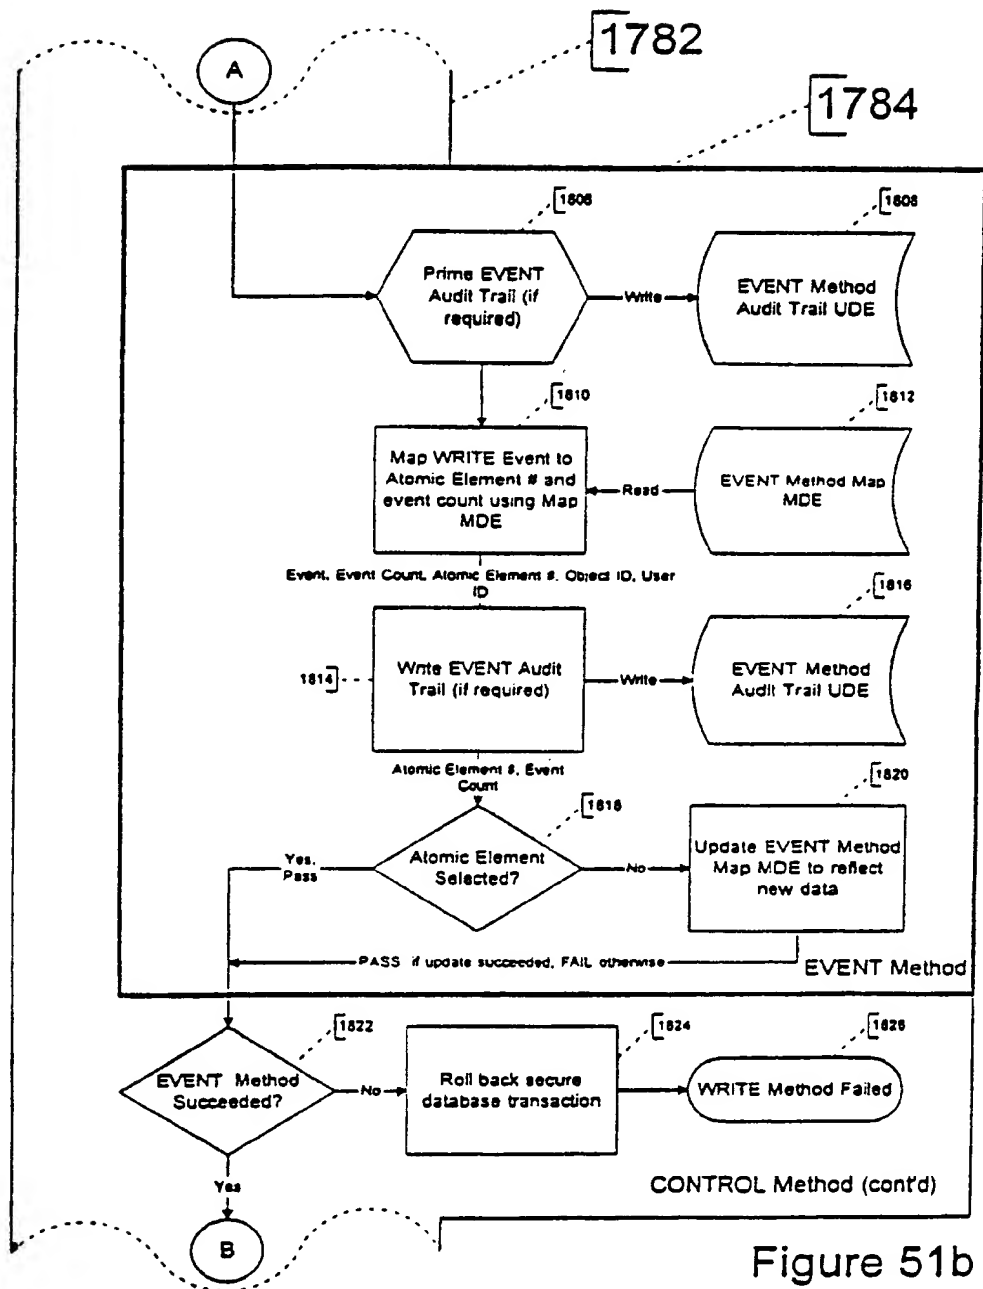 1782
A
1784
1806
1808
Prime EVENT
Audit Trail (if
required)
Write
EVENT Method
Audit Trail UDE
1810
1812
Map WRITE Event to
Atomic Element # and
event count using Map
MDE
Read
EVENT Method Map
MDE
Event, Event Count, Atomic Element #, Object ID, User
ID
1816
1814
Write EVENT Audit
Trail (if required)
Write
EVENT Method
Audit Trail UDE
Atomic Element #, Event
Count
1818
1820
Yes,
Pass
Atomic Element
Selected?
No
Update EVENT Method
Map MDE to reflect
new data
PASS if update succeeded, FAIL otherwise
EVENT Method
1822
1824
1826
EVENT Method
Succeeded?
No
Roll back secure
database transaction
WRITE Method Failed
Yes
CONTROL Method (cont'd)
B
Figure 51b